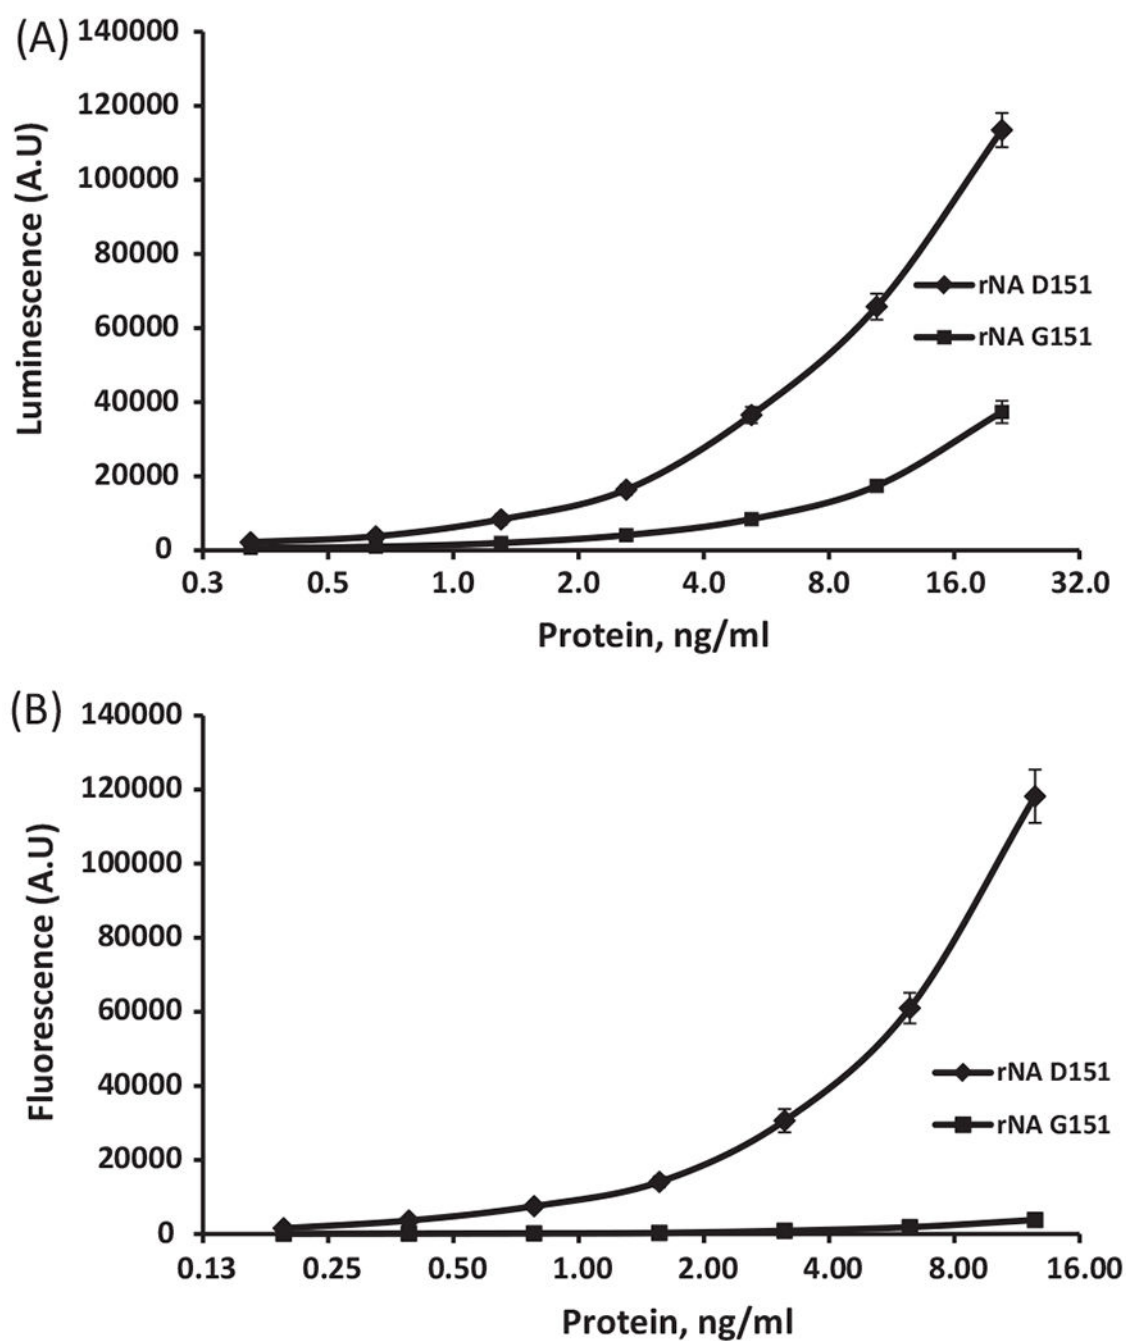 (A)
140000
120000
100000
80000
60000
40000
20000
0
Luminescence (A.U)
rNA D151
rNA G151
0.3 0.5 1.0 2.0 4.0 8.0 16.0 32.0
Protein, ng/ml
(B)
140000
120000
100000
80000
60000
40000
20000
0
Fluorescence (A.U)
rNA D151
rNA G151
0.13 0.25 0.50 1.00 2.00 4.00 8.00 16.00
Protein, ng/ml